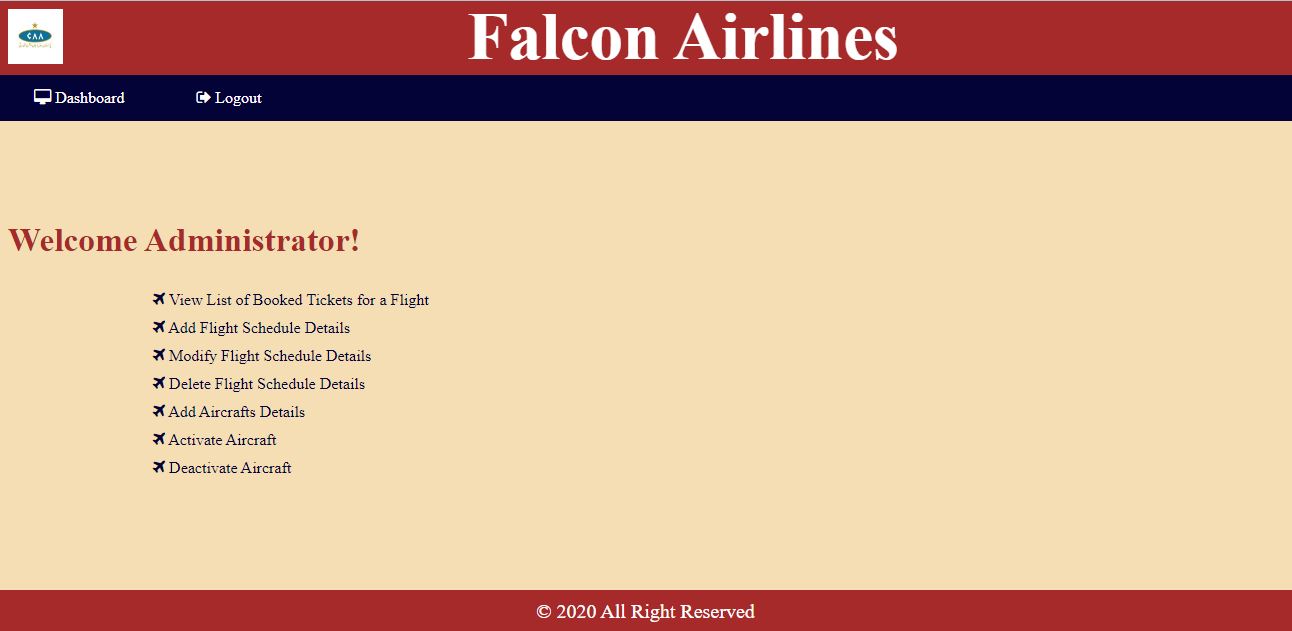 CAA
Falcon Airlines
Dashboard
Logout
Welcome Administrator!
View List of Booked Tickets for a Flight
Add Flight Schedule Details
Modify Flight Schedule Details
Delete Flight Schedule Details
Add Aircrafts Details
Activate Aircraft
Deactivate Aircraft
© 2020 All Right Reserved